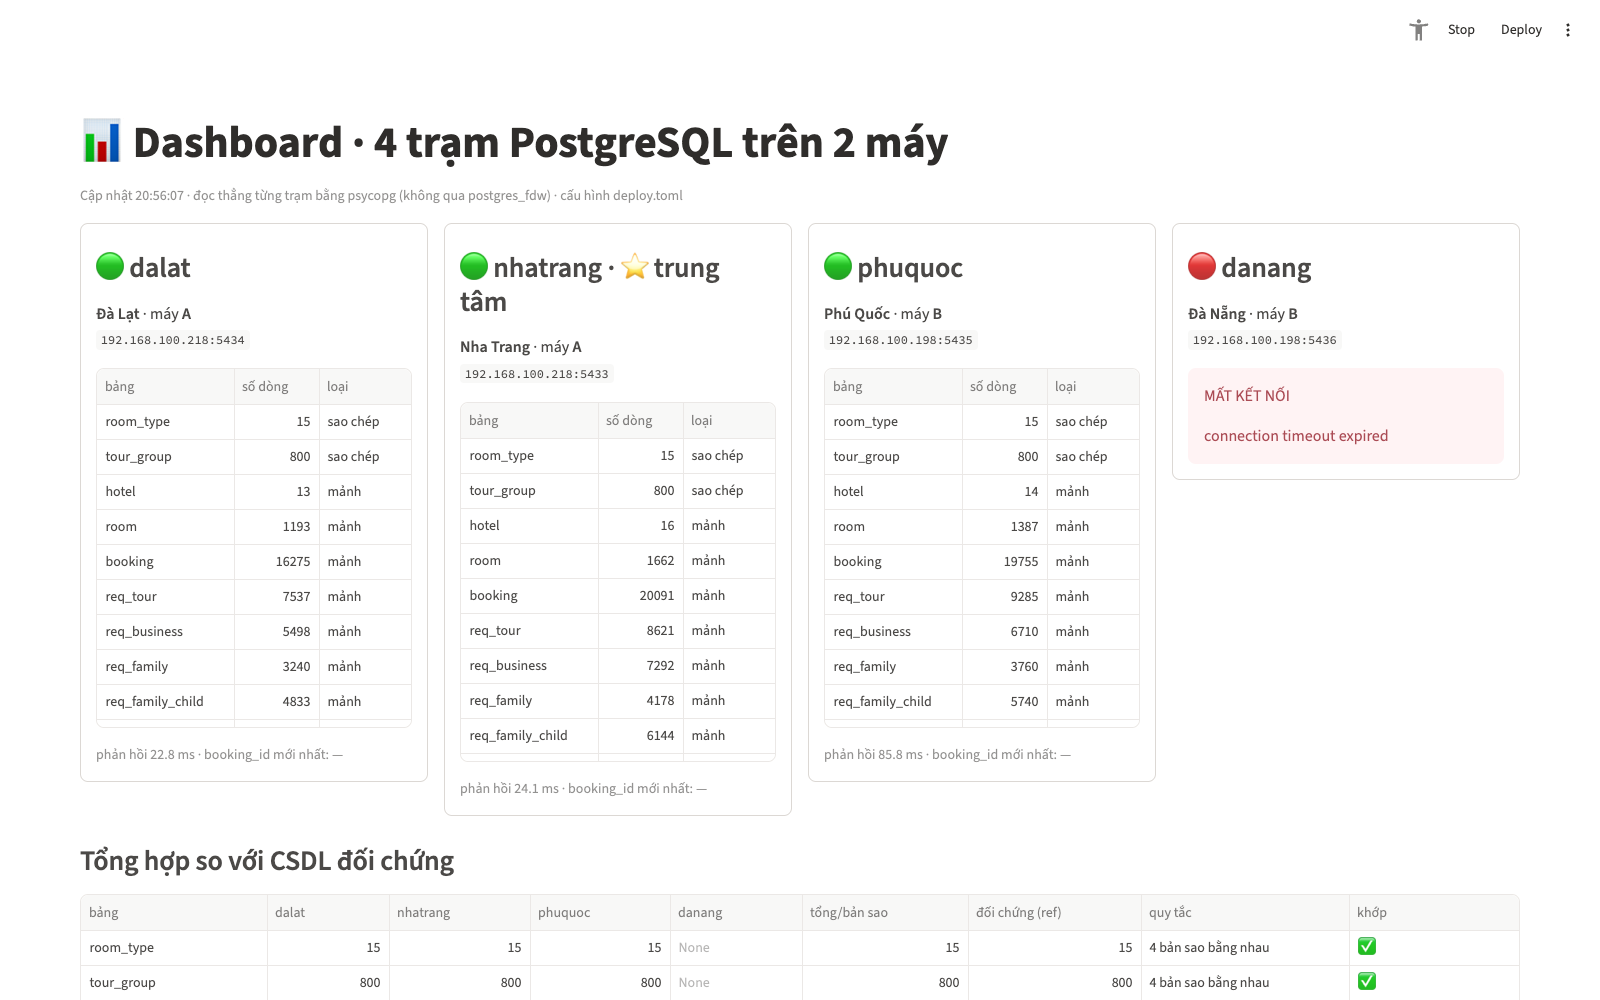 Stop Deploy
Dashboard · 4 trạm PostgreSQL trên 2 máy
Cập nhật 20:56:07 · đọc thẳng từng trạm bằng psycopg (không qua postgres_fdw) · cấu hình deploy.toml
dalat
Đà Lạt · máy A
192.168.100.218:5434
bảng số dòng loại
room_type 15 sao chép
tour_group 800 sao chép
hotel 13 mảnh
room 1193 mảnh
booking 16275 mảnh
req_tour 7537 mảnh
req_business 5498 mảnh
req_family 3240 mảnh
req_family_child 4833 mảnh
phản hồi 22.8 ms · booking_id mới nhất: —
nhatrang · ⭐ trung
tâm
Nha Trang · máy A
192.168.100.218:5433
bảng số dòng loại
room_type 15 sao chép
tour_group 800 sao chép
hotel 16 mảnh
room 1662 mảnh
booking 20091 mảnh
req_tour 8621 mảnh
req_business 7292 mảnh
req_family 4178 mảnh
req_family_child 6144 mảnh
phản hồi 24.1 ms · booking_id mới nhất: —
phuquoc
Phú Quốc · máy B
192.168.100.198:5435
bảng số dòng loại
room_type 15 sao chép
tour_group 800 sao chép
hotel 14 mảnh
room 1387 mảnh
booking 19755 mảnh
req_tour 9285 mảnh
req_business 6710 mảnh
req_family 3760 mảnh
req_family_child 5740 mảnh
phản hồi 85.8 ms · booking_id mới nhất: —
danang
Đà Nẵng · máy B
192.168.100.198:5436
MẤT KẾT NỐI
connection timeout expired
Tổng hợp so với CSDL đối chứng
bảng dalat nhatrang phuquoc danang tổng/bản sao đối chứng (ref) quy tắc khớp
room_type 15 15 15 None 15 15 4 bản sao bằng nhau ✅
tour_group 800 800 800 None 800 800 4 bản sao bằng nhau ✅